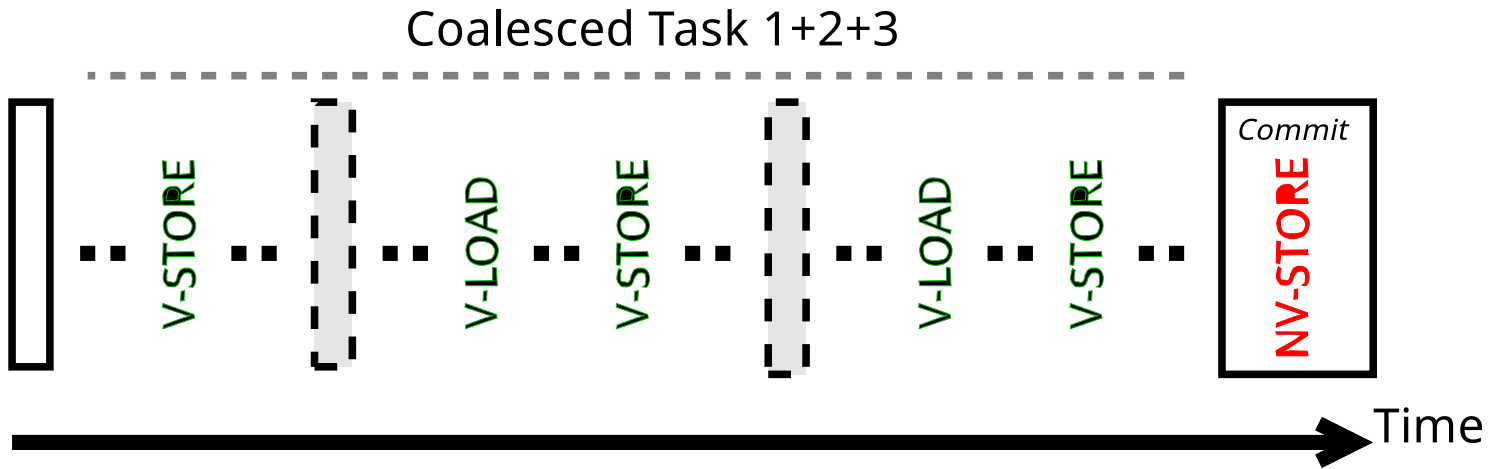 Coalesced Task 1+2+3
V-STORE
V-LOAD
V-STORE
V-LOAD
V-STORE
Commit
NV-STORE
Time